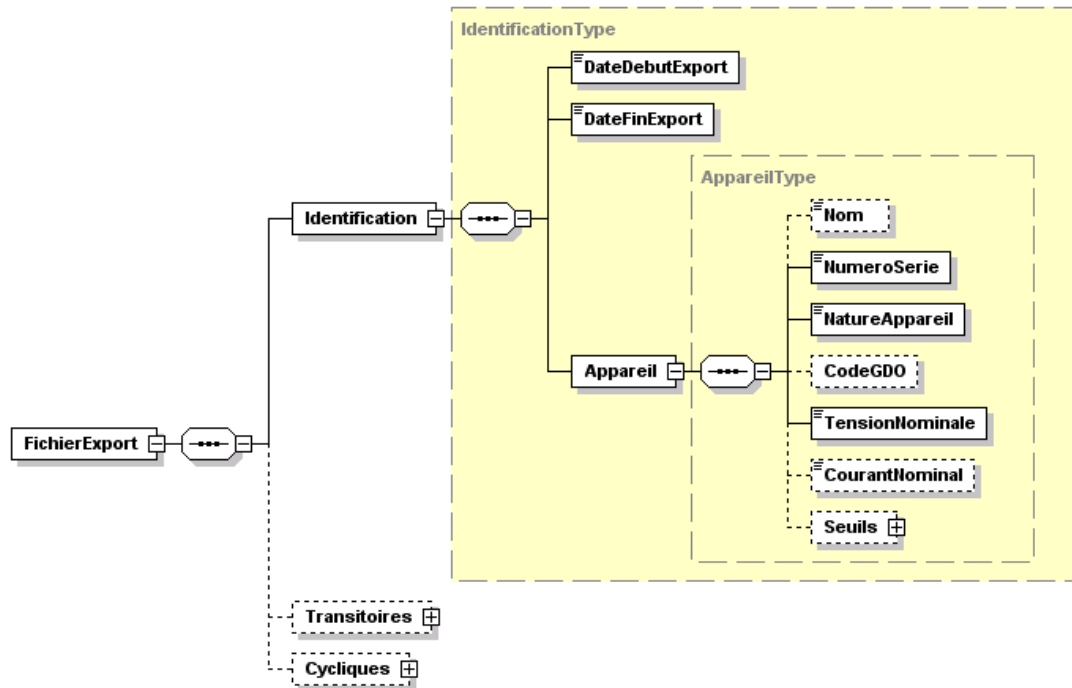 IdentificationType
DateDebutExport
DateFinExport
AppareilType
Nom
Identification
NumeroSerie
NatureAppareil
Appareil
CodeGDO
TensionNominale
FichierExport
CourantNominal
Seuils
Transitoires
Cycliques